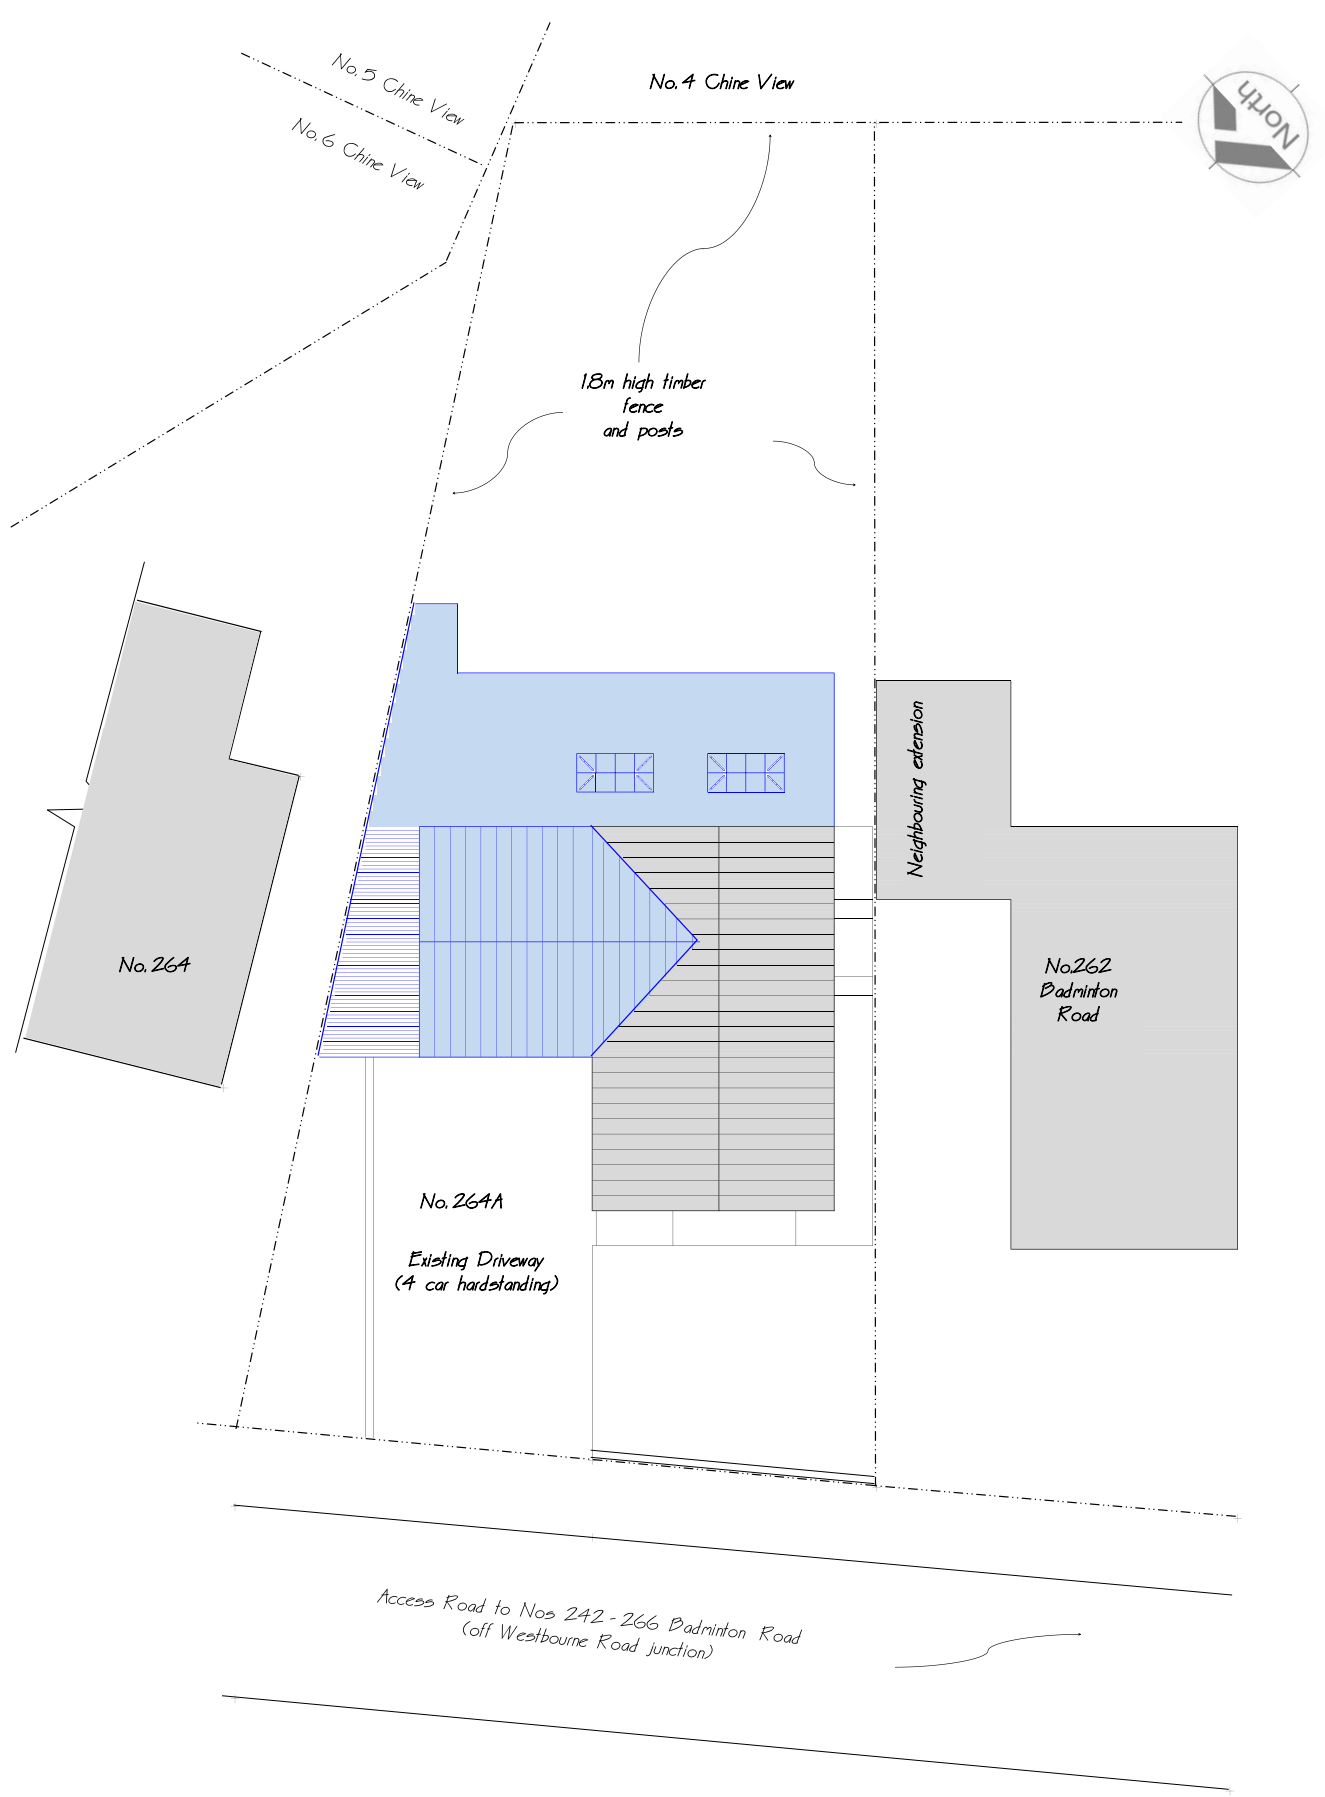 No. 5 Chine View
No. 6 Chine View
No. 4 Chine View
North
1.8m high timber
fence
and posts
Neighbouring extension
No. 264
No.262
Badminton
Road
No. 264A
Existing Driveway
(4 car hardstanding)
Access Road to Nos 242 - 266 Badminton Road
(off Westbourne Road junction)